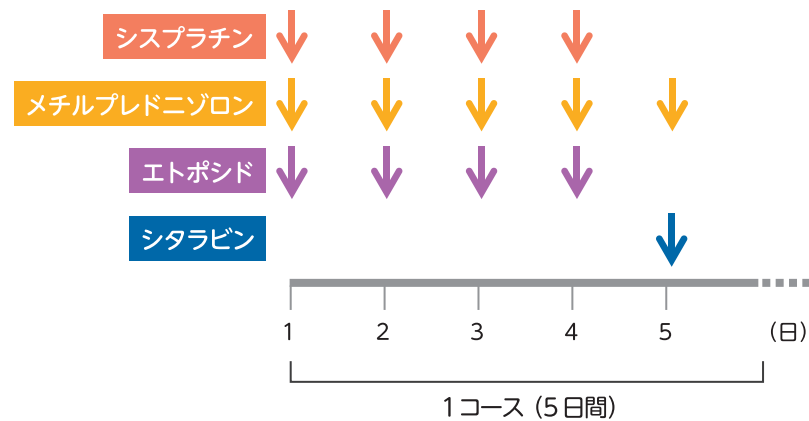 シスプラチン
メチルプレドニゾロン
エトポシド
シタラビン
1 2 3 4 5 (日)
1コース(5日間)